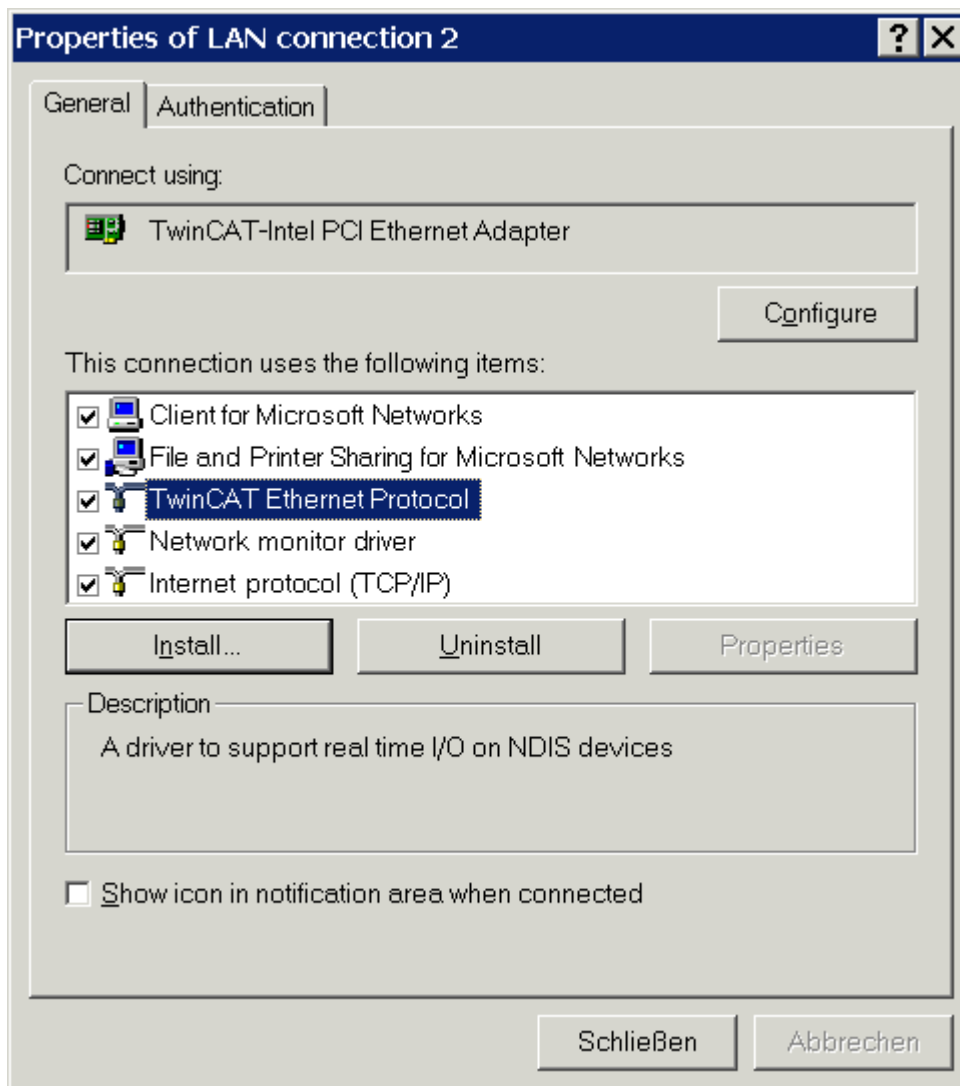 Properties of LAN connection 2
General
Authentication
Connect using:
TwinCAT-Intel PCI Ethernet Adapter
Configure
This connection uses the following items:
Client for Microsoft Networks
File and Printer Sharing for Microsoft Networks
TwinCAT Ethernet Protocol
Network monitor driver
Internet protocol (TCP/IP)
Install...
Uninstall
Properties
Description
A driver to support real time I/O on NDIS devices
Show icon in notification area when connected
Schließen
Abbrechen